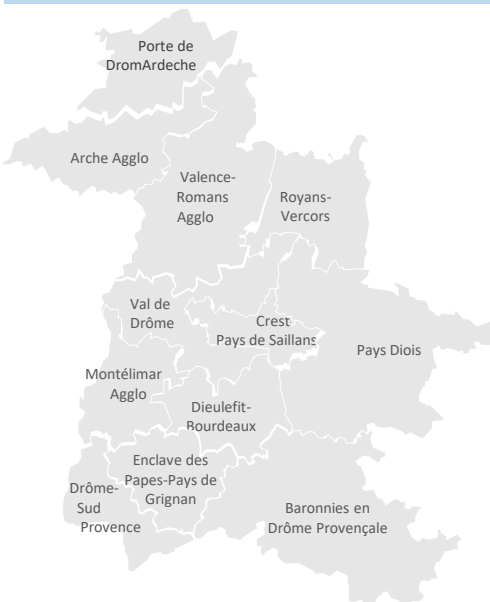 Porte de
DromArdeche
Arche Agglo
Valence-
Romans
Agglo
Royans-
Vercors
Val de
Drôme
Crest
Pays de Saillans
Pays Diois
Montélimar
Agglo
Dieulefit-
Bourdeaux
Enclave des
Papes-Pays de
Grignan
Drôme-
Sud
Provence
Baronnies en
Drôme Provençale